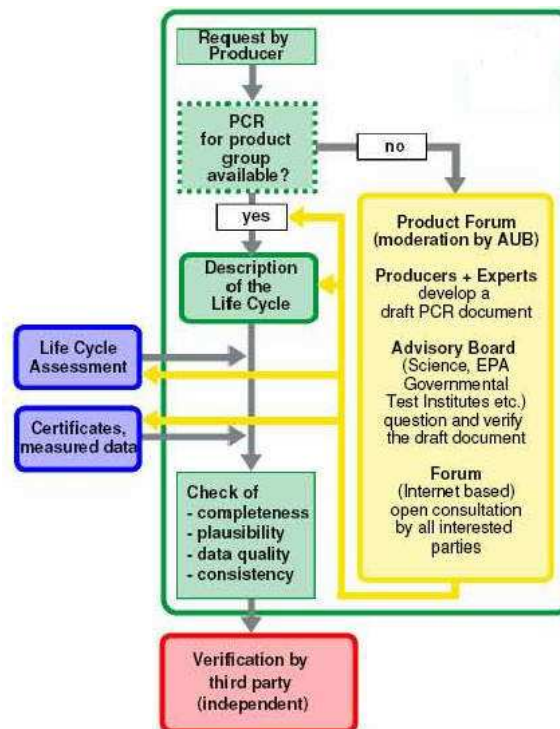 Request by
Producer
PCR
for product
group
available?
no
yes
Product Forum
(moderation by AUB)
Producers + Experts
develop a
draft PCR document
Advisory Board
(Science, EPA
Governmental
Test Institutes etc.)
question and verify
the draft document
Forum
(Internet based)
open consultation
by all interested
parties
Description
of the
Life Cycle
Life Cycle
Assessment
Certificates,
measured data
Check of
- completeness
- plausibility
- data quality
- consistency
Verification by
third party
(independent)